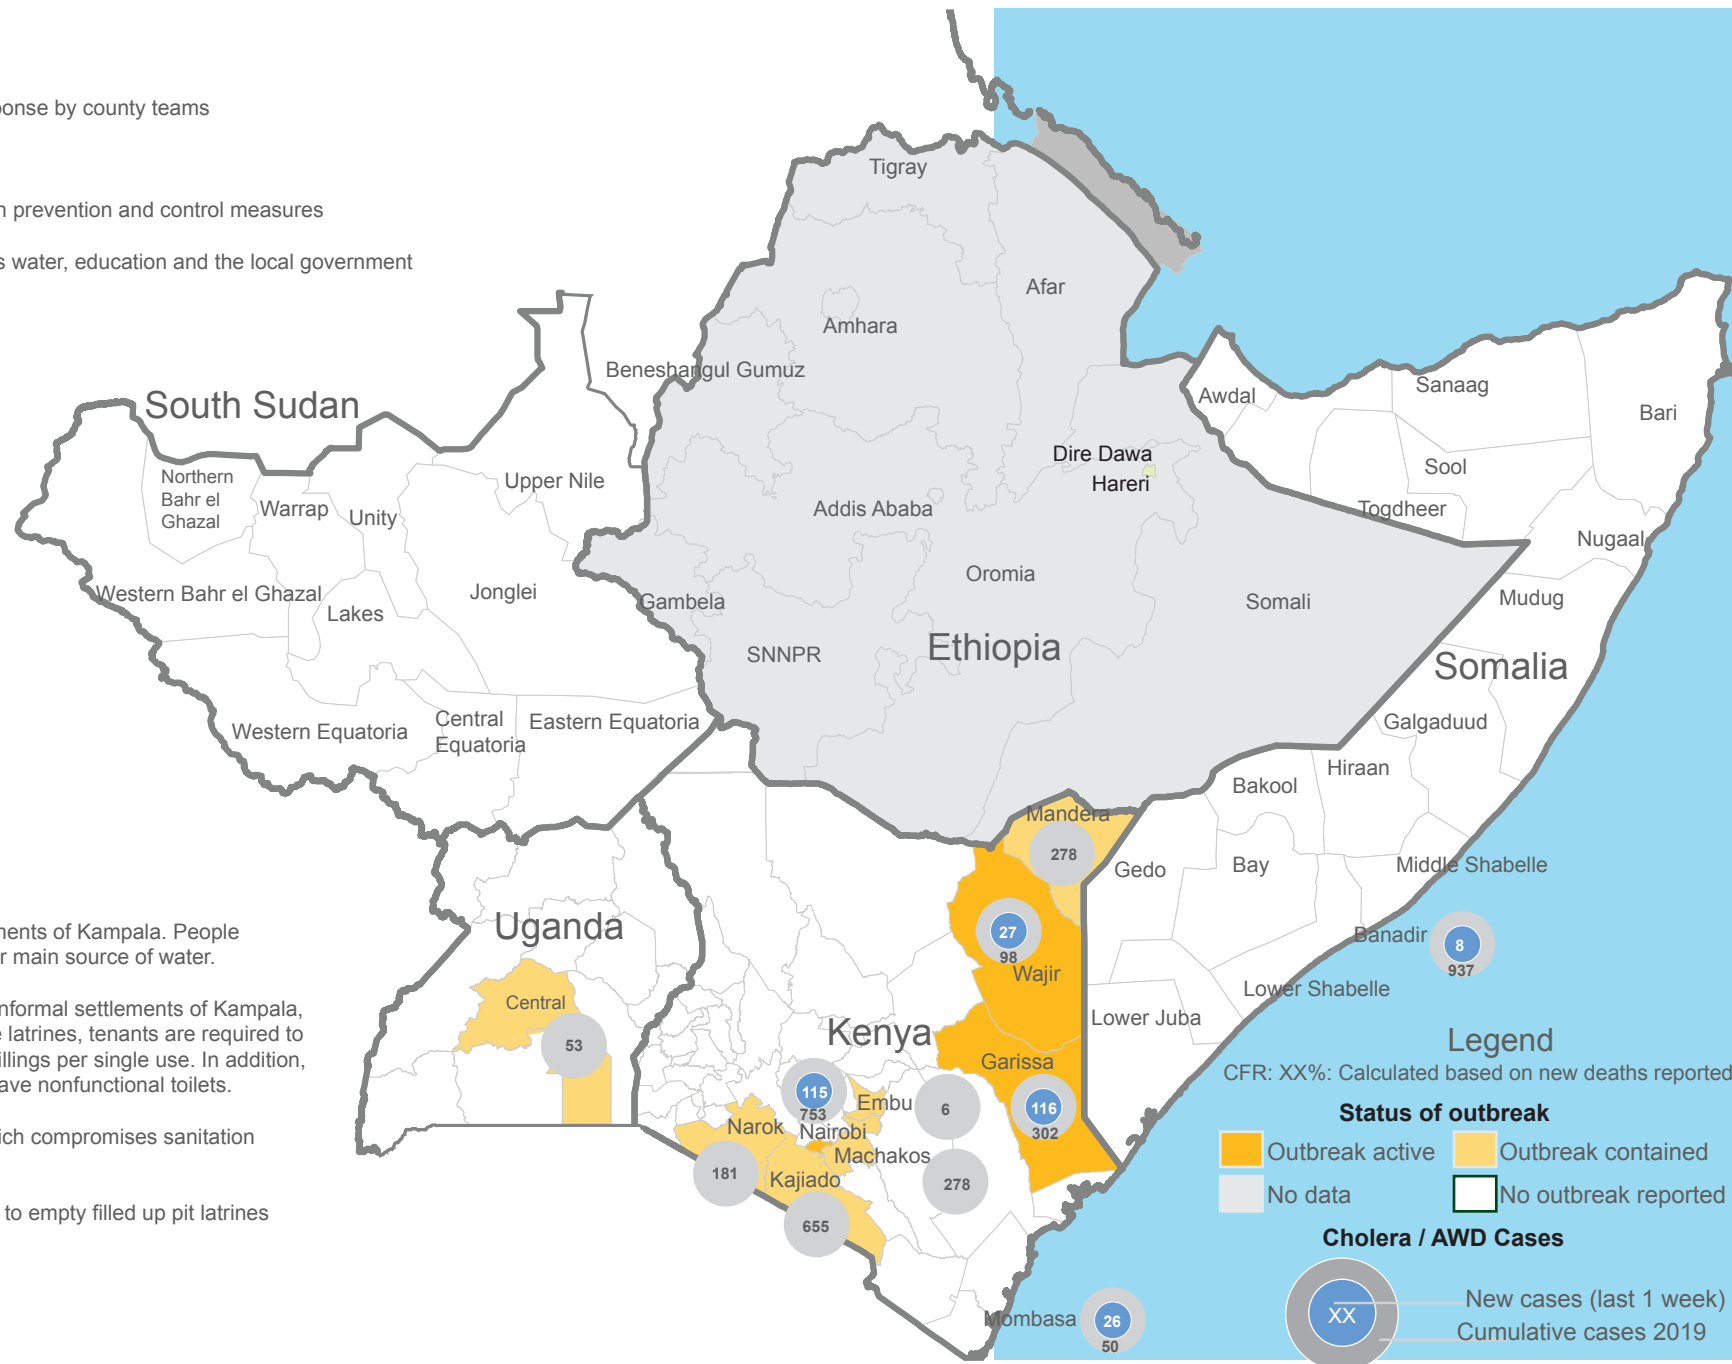 onse by county teams
n prevention and control measures
s water, education and the local government
Tigray
Afar
Amhara
Beneshangul Gumuz
South Sudan
Awdal
Sanaag
Bari
Northern
Bahr el
Ghazal
Warrap
Unity
Upper Nile
Dire Dawa
Hareri
Sool
Togdheer
Addis Ababa
Nugaal
Western Bahr el Ghazal
Lakes
Jonglei
Gambela
Oromia
Somali
Mudug
SNNPR
Ethiopia
Somalia
Western Equatoria
Central
Equatoria
Eastern Equatoria
Galgaduud
Hiraan
Bakool
Mandera
278
Gedo
Bay
Middle Shabelle
Uganda
27
98
Wajir
Banadir
8
937
ments of Kampala. People
r main source of water.
Central
53
Lower Shabelle
Lower Juba
nformal settlements of Kampala,
e latrines, tenants are required to
illings per single use. In addition,
ave nonfunctional toilets.
Kenya
Garissa
116
302
115
753
Embu
6
Narok
Nairobi
Machakos
181
Kajiado
278
655
ich compromises sanitation
to empty filled up pit latrines
Mombasa
26
50
Legend
CFR: XX%: Calculated based on new deaths reported
Status of outbreak
Outbreak active
Outbreak contained
No data
No outbreak reported
Cholera / AWD Cases
XX
New cases (last 1 week)
Cumulative cases 2019